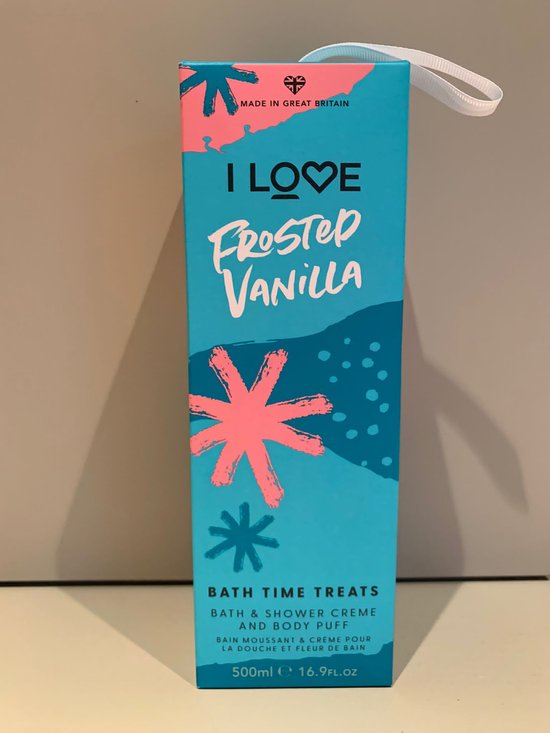 MADE IN GREAT BRITAIN
I LOVE
FROSTED
VANILLA
BATH TIME TREATS
BATH & SHOWER CREME
AND BODY PUFF
BAIN MOUSSANT & CRÈME POUR
LA DOUCHE ET FLEUR DE BAIN
500ml ℮ 16.9FL.OZ